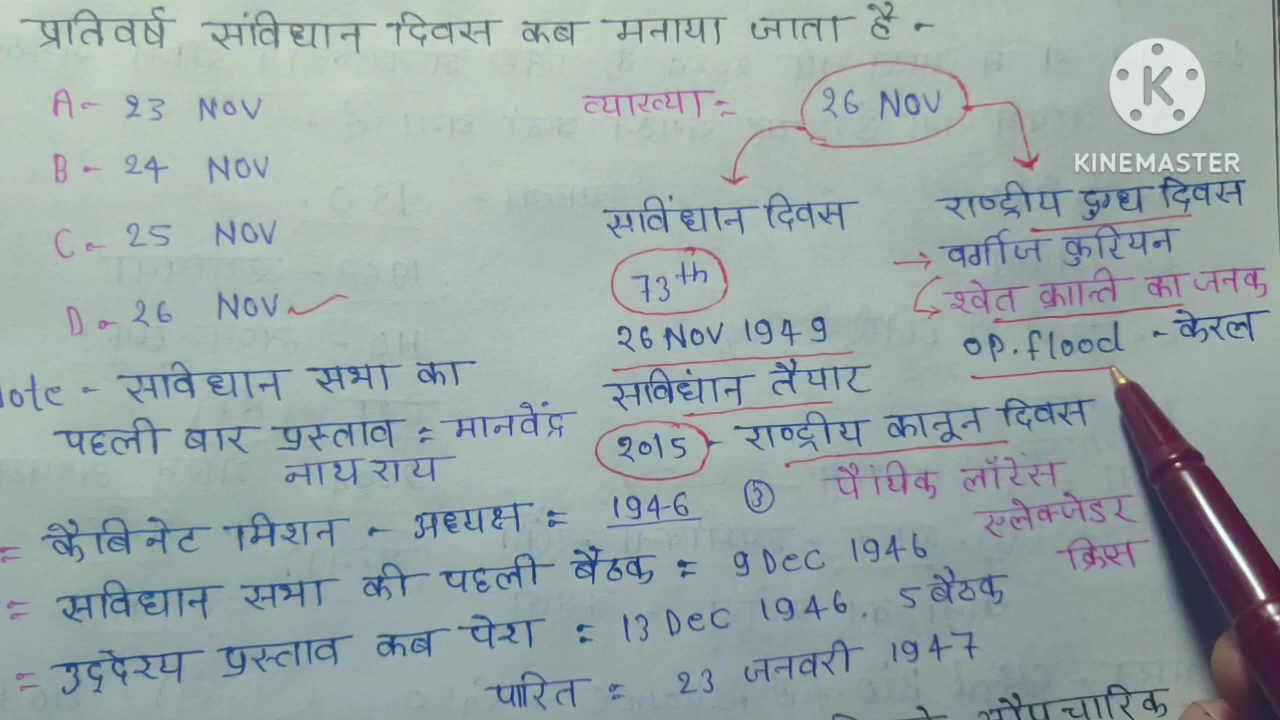 प्रतिवर्ष संविधान दिवस कब मनाया जाता है -
A - 23 NOV
B - 24 NOV
C - 25 NOV
D - 26 NOV ✓
व्याख्या = 26 NOV
संविधान दिवस
73th
26 NOV 1949
संविधान तैयार
2015 - राष्ट्रीय कानून दिवस
राष्ट्रीय दुग्ध दिवस
→ वर्गीज कुरियन
श्वेत क्रान्ति का जनक
OP. flood - केरल
Note - संविधान सभा का
पहली बार प्रस्ताव = मानवेंद्र
नाथ राय
= कैबिनेट मिशन - अध्यक्ष = 1946 ③ पैथिक लॉरेंस
एलेक्जेडर
क्रिस
= संविधान सभा की पहली बैठक = 9 Dec 1946
= उद्देश्य प्रस्ताव कब पेश = 13 Dec 1946. 5 बैठक
पारित = 23 जनवरी 1947
औपचारिक
K
KINEMASTER